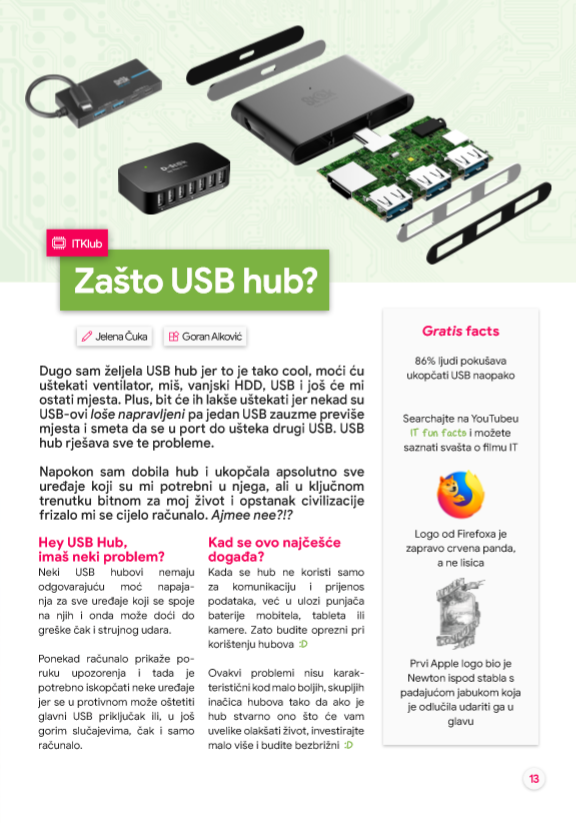 D-Link
ITKlub
Zašto USB hub?
Jelena Čuka
Goran Alković
Dugo sam željela USB hub jer to je tako cool, moći ću
uštekati ventilator, miš, vanjski HDD, USB i još će mi
ostati mjesta. Plus, bit će ih lakše uštekati jer nekad su
USB-ovi loše napravljeni pa jedan USB zauzme previše
mjesta i smeta da se u port do ušteka drugi USB. USB
hub rješava sve te probleme.
Napokon sam dobila hub i ukopčala apsolutno sve
uređaje koji su mi potrebni u njega, ali u ključnom
trenutku bitnom za moj život i opstanak civilizacije
frizalo mi se cijelo računalo. Ajmee nee?!?
Hey USB Hub,
imaš neki problem?
Neki USB hubovi nemaju
odgovarajuću moć napaja-
nja za sve uređaje koji se spoje
na njih i onda može doći do
greške čak i strujnog udara.
Ponekad računalo prikaže po-
ruku upozorenja i tada je
potrebno iskopčati neke uređaje
jer se u protivnom može oštetiti
glavni USB priključak ili, u još
gorim slučajevima, čak i samo
računalo.
Kad se ovo najčešće
događa?
Kada se hub ne koristi samo
za komunikaciju i prijenos
podataka, već u ulozi punjača
baterije mobitela, tableta ili
kamere. Zato budite oprezni pri
korištenju hubova :D
Ovakvi problemi nisu karak-
teristični kod malo boljih, skupljih
inačica hubova tako da ako je
hub stvarno ono što će vam
uvelike olakšati život, investirajte
malo više i budite bezbrižni :D
Gratis facts
86% ljudi pokušava
ukopčati USB naopako
Searchajte na YouTubeu
IT fun facts i možete
saznati svašta o filmu IT
Logo od Firefoxa je
zapravo crvena panda,
a ne lisica
Prvi Apple logo bio je
Newton ispod stabla s
padajućom jabukom koja
je odlučila udariti ga u
glavu
13